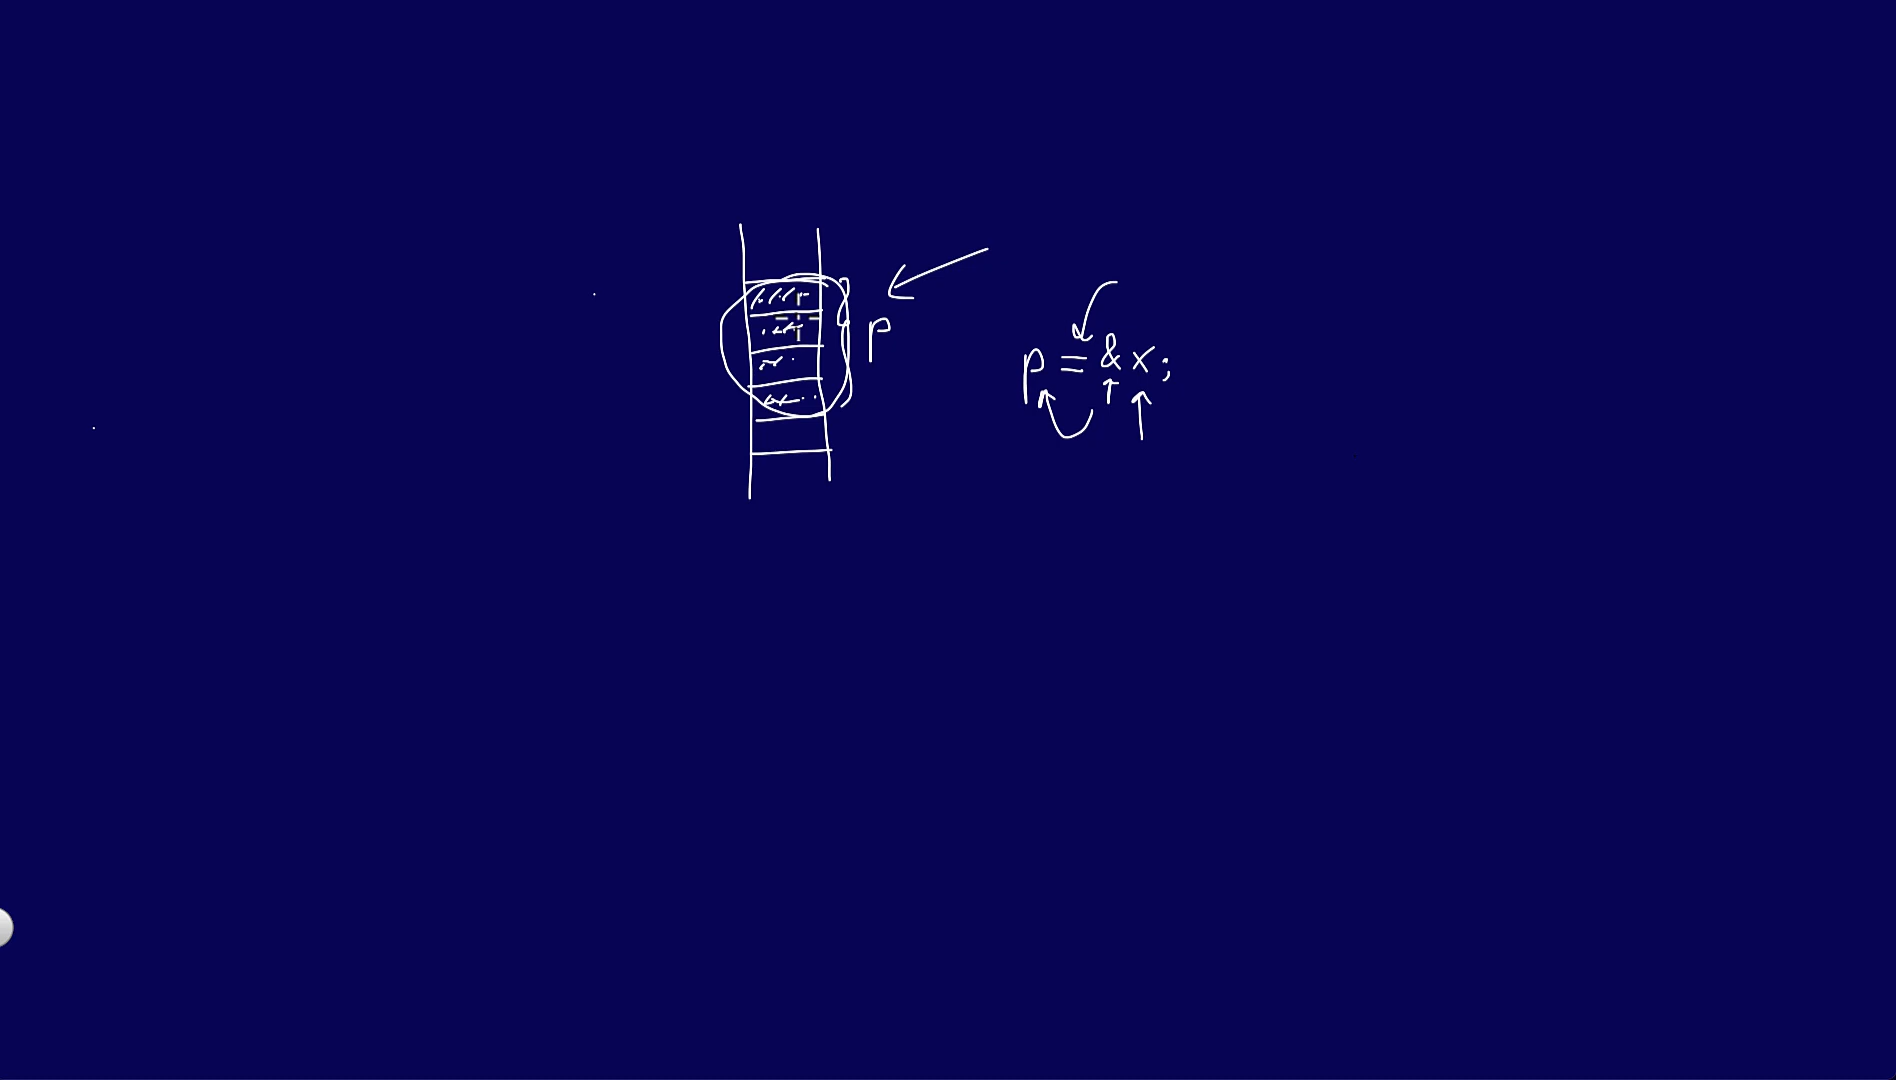 p
p = &x;